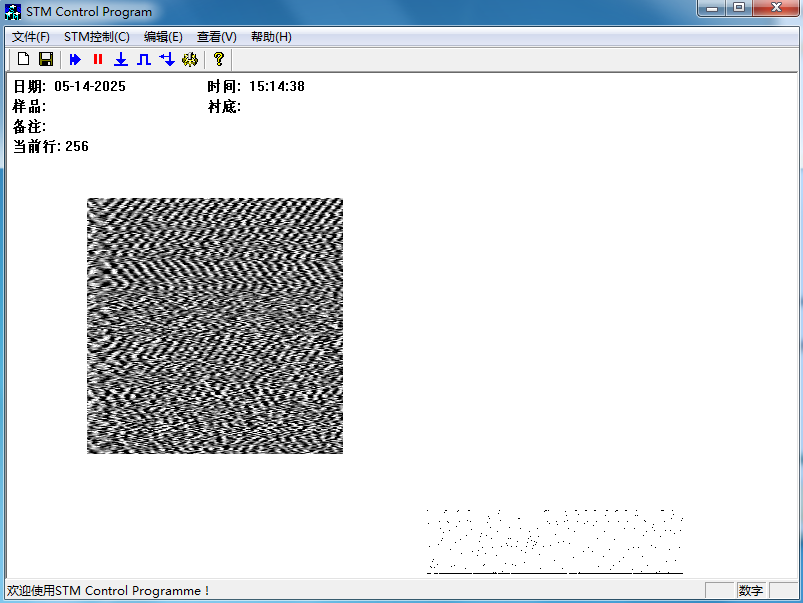 STM Control Program
文件(F) STM控制(C) 编辑(E) 查看(V) 帮助(H)
日期: 05-14-2025 时间: 15:14:38
样品: 衬底:
备注:
当前行: 256
欢迎使用STM Control Programme！ 数字